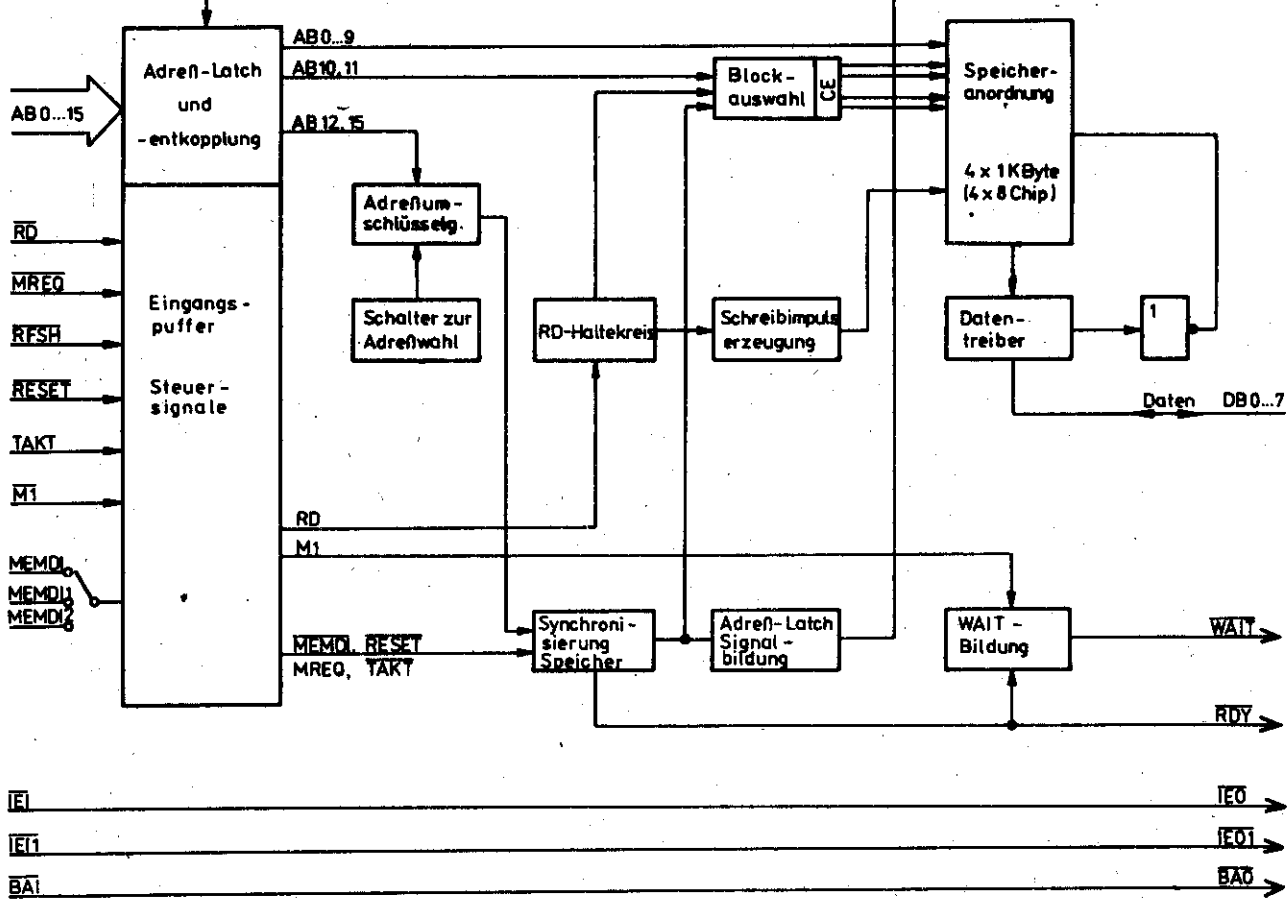 AB0...9
Adreß-Latch
und
-entkopplung
AB10,11
AB12,15
AB0...15
Block-
auswahl
CE
Speicher-
anordnung
4 x 1KByte
(4 x 8 Chip)
Adreßum-
schlüsselg.
Schalter zur
Adreßwahl
RD
MREQ
RFSH
RESET
TAKT
M1
Eingangs-
puffer
Steuer-
signale
RD-Haltekreis
Schreibimpuls
erzeugung
Daten-
treiber
1
Daten
DB0...7
RD
M1
MEMDI
MEMDI1
MEMDI2
MEMDI, RESET
MREQ, TAKT
Synchroni-
sierung
Speicher
Adreß-Latch
Signal-
bildung
WAIT-
Bildung
WAIT
RDY
IEI
IEO
IEI1
IEO1
BAI
BAO